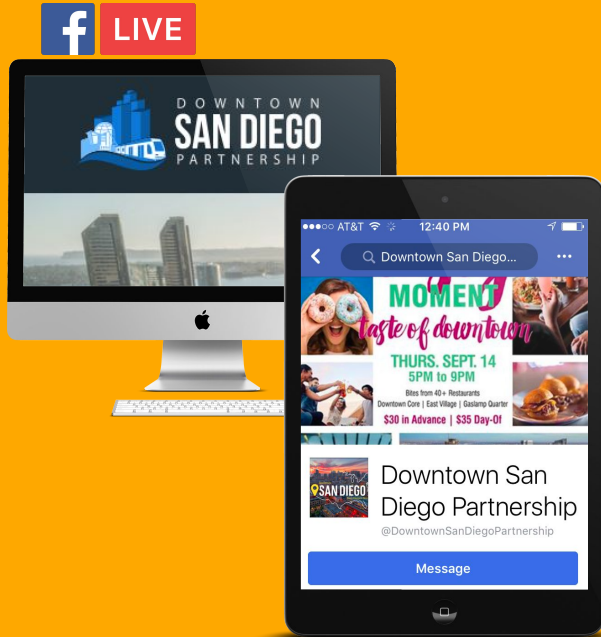 f LIVE
DOWNTOWN
SAN DIEGO
PARTNERSHIP
AT&T 12:40 PM
Downtown San Diego...
MOMENT
taste of downtown
THURS. SEPT. 14
5PM to 9PM
Bites from 40+ Restaurants
Downtown Core | East Village | Gaslamp Quarter
$30 in Advance | $35 Day-Of
SAN DIEGO
Downtown San
Diego Partnership
@DowntownSanDiegoPartnership
Message